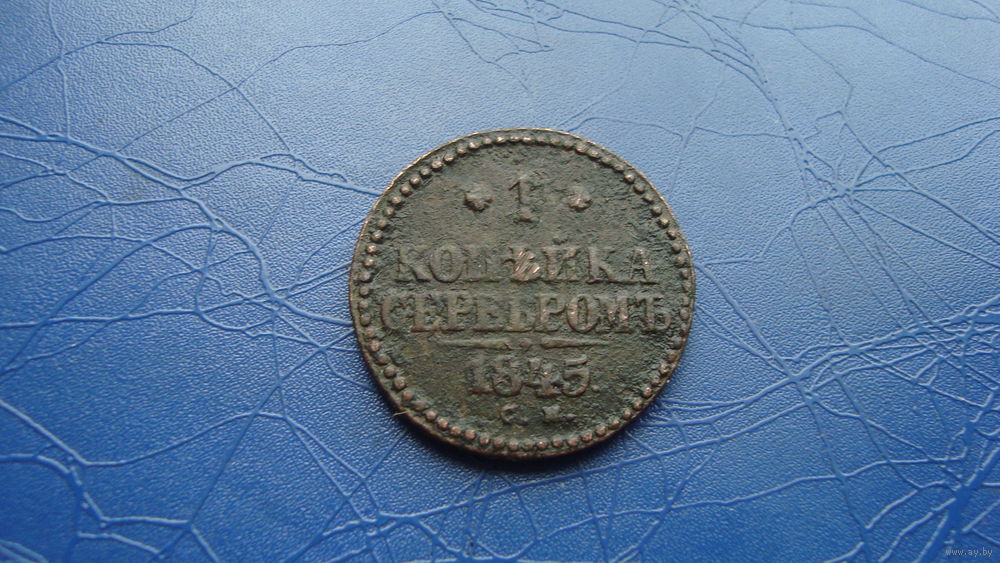 * 1 *
КОПѢЙКА
СЕРЕБРОМЪ
1845
С. М.
www.ay.by